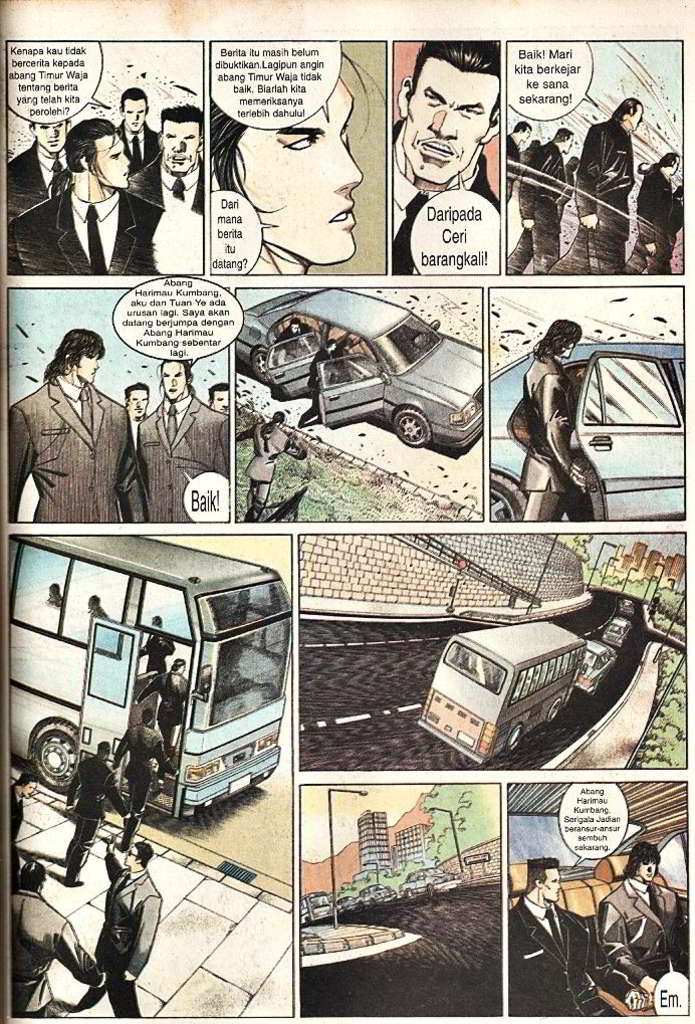 Kenapa kau tidak
bercerita kepada
abang Timur Waja
tentang berita
yang telah kita
perolehi?
Berita itu masih belum
dibuktikan.Lagipun angin
abang Timur Waja tidak
baik. Biarlah kita
memeriksanya
terlebih dahulu!
Dari
mana
berita
itu
datang?
Daripada
Ceri
barangkali!
Baik! Mari
kita berkejar
ke sana
sekarang!
Abang
Harimau Kumbang,
aku dan Tuan Ye ada
urusan lagi. Saya akan
datang berjumpa dengan
Abang Harimau
Kumbang sebentar
lagi.
Baik!
Abang
Harimau
Kumbang,
Serigala Jadian
beransur-ansur
sembuh
sekarang.
Em.